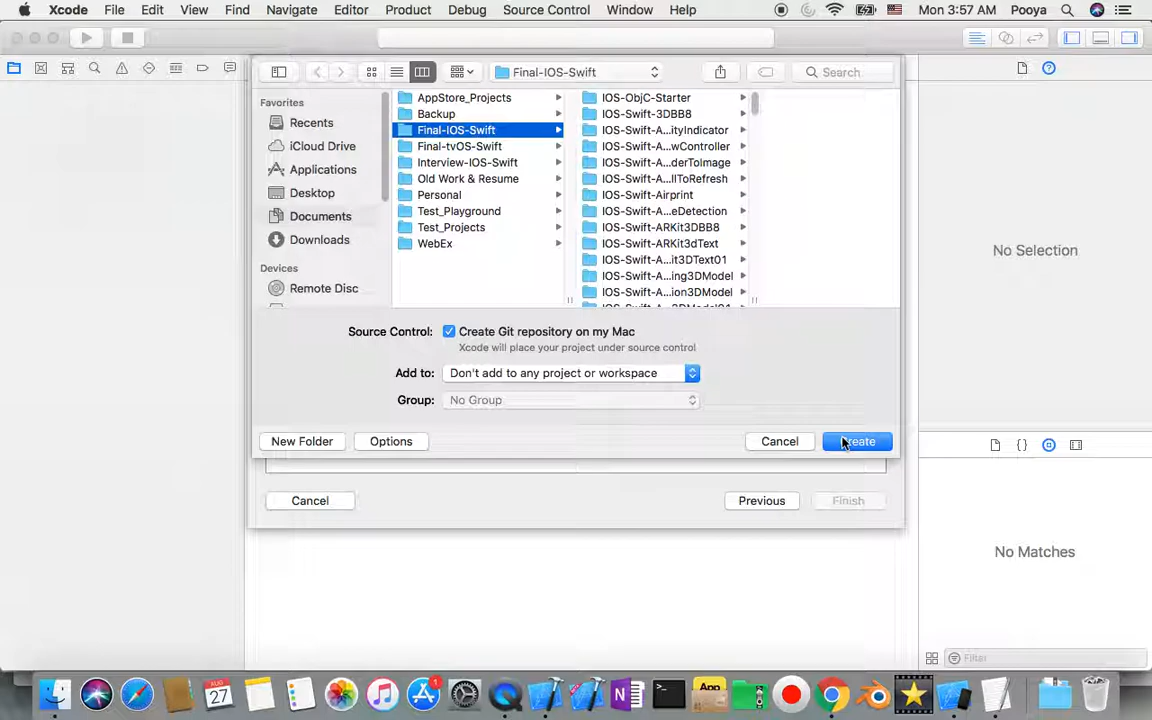 Xcode File Edit View Find Navigate Editor Product Debug Source Control Window Help Mon 3:57 AM Pooya
Final-IOS-Swift
Search
Favorites
Recents
iCloud Drive
Applications
Desktop
Documents
Downloads
Devices
Remote Disc
AppStore_Projects
Backup
Final-IOS-Swift
Final-tvOS-Swift
Interview-IOS-Swift
Old Work & Resume
Personal
Test_Playground
Test_Projects
WebEx
IOS-ObjC-Starter
IOS-Swift-3DBB8
IOS-Swift-A...ityIndicator
IOS-Swift-A...wController
IOS-Swift-A...derToImage
IOS-Swift-A...llToRefresh
IOS-Swift-Airprint
IOS-Swift-A...eDetection
IOS-Swift-ARKit3DBB8
IOS-Swift-ARKit3dText
IOS-Swift-A...it3DText01
IOS-Swift-A...ing3DModel
IOS-Swift-A...ion3DModel
Source Control: Create Git repository on my Mac
Xcode will place your project under source control
Add to: Don't add to any project or workspace
Group: No Group
New Folder Options Cancel Create
Cancel Previous Finish
No Selection
No Matches
Filter
AUG
27
1
N
App